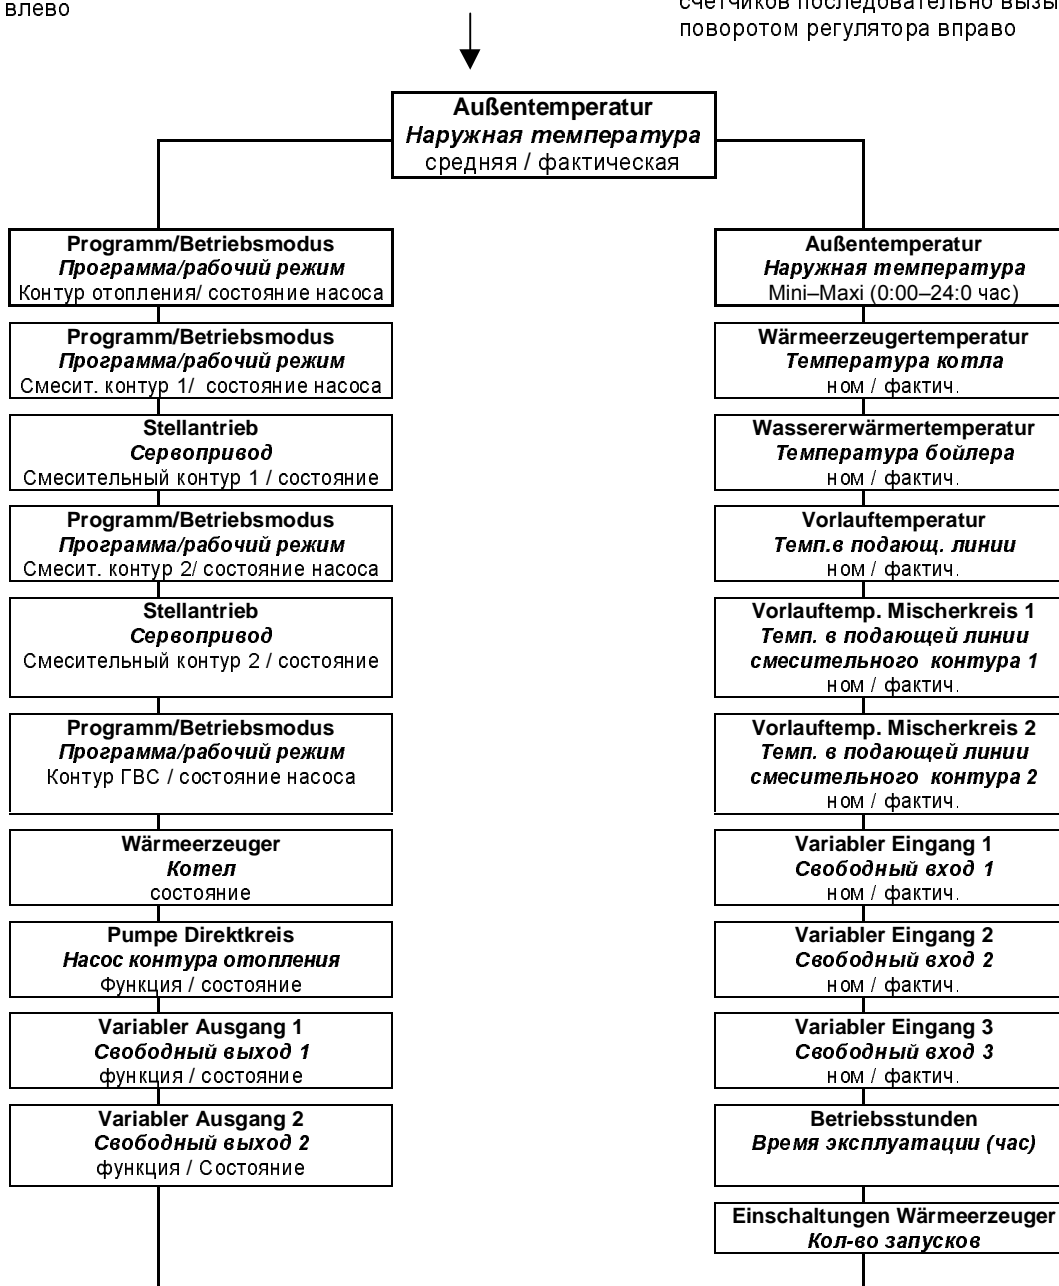 влево
счетчиков последовательно
поворотом регулятора вправо
Außentemperatur
Наружная температура
средняя / фактическая
Programm/Betriebsmodus
Программа/рабочий режим
Контур отопления/ состояние насоса
Programm/Betriebsmodus
Программа/рабочий режим
Смесит. контур 1/ состояние насоса
Stellantrieb
Сервопривод
Смесительный контур 1 / состояние
Programm/Betriebsmodus
Программа/рабочий режим
Смесит. контур 2/ состояние насоса
Stellantrieb
Сервопривод
Смесительный контур 2 / состояние
Programm/Betriebsmodus
Программа/рабочий режим
Контур ГВС / состояние насоса
Wärmeerzeuger
Котел
состояние
Pumpe Direktkreis
Насос контура отопления
Функция / состояние
Variabler Ausgang 1
Свободный выход 1
функция / состояние
Variabler Ausgang 2
Свободный выход 2
функция / Состояние
Außentemperatur
Наружная температура
Mini–Maxi (0:00–24:0 час)
Wärmeerzeugertemperatur
Температура котла
ном / фактич.
Wassererwärmertemperatur
Температура бойлера
ном / фактич.
Vorlauftemperatur
Темп.в подающ. линии
ном / фактич.
Vorlauftemp. Mischerkreis 1
Темп. в подающей линии
смесительного контура 1
ном / фактич.
Vorlauftemp. Mischerkreis 2
Темп. в подающей линии
смесительного контура 2
ном / фактич.
Variabler Eingang 1
Свободный вход 1
ном / фактич.
Variabler Eingang 2
Свободный вход 2
ном / фактич.
Variabler Eingang 3
Свободный вход 3
ном / фактич.
Betriebsstunden
Время эксплуатации (час)
Einschaltungen Wärmeerzeuger
Кол-во запусков